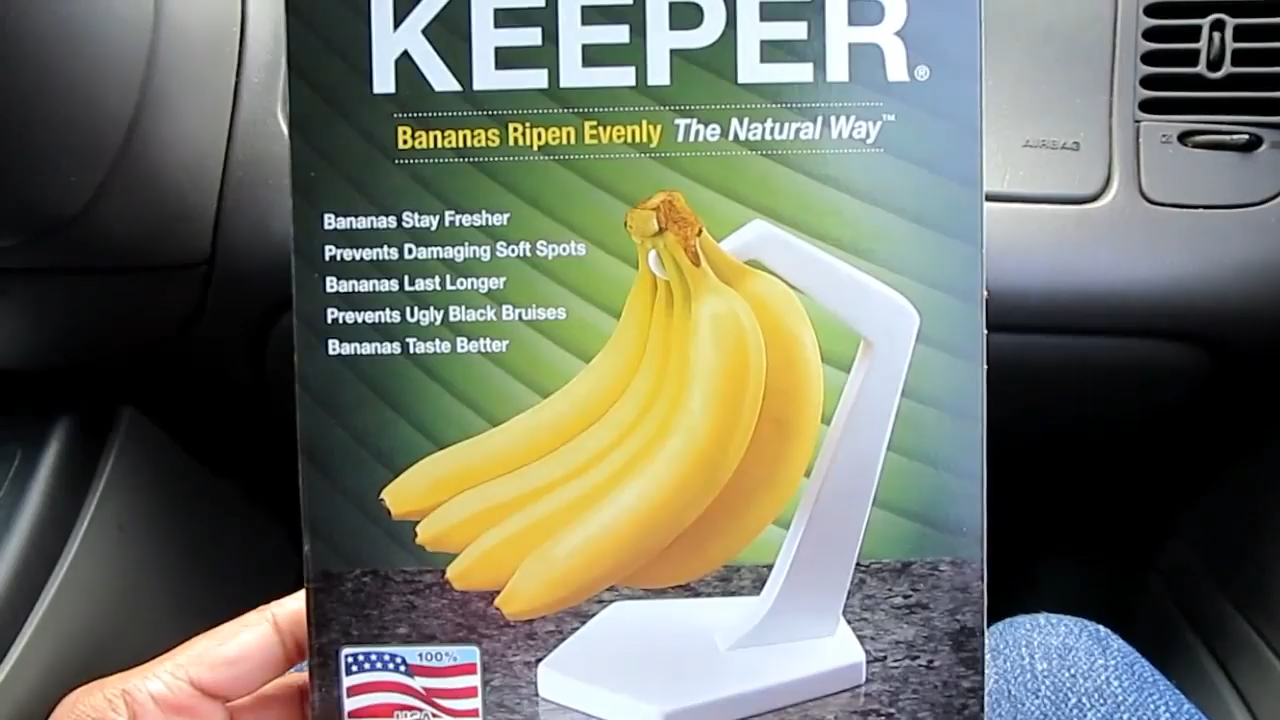 KEEPER®
Bananas Ripen Evenly The Natural Way™
Bananas Stay Fresher
Prevents Damaging Soft Spots
Bananas Last Longer
Prevents Ugly Black Bruises
Bananas Taste Better
100%
USA
AIRBAG